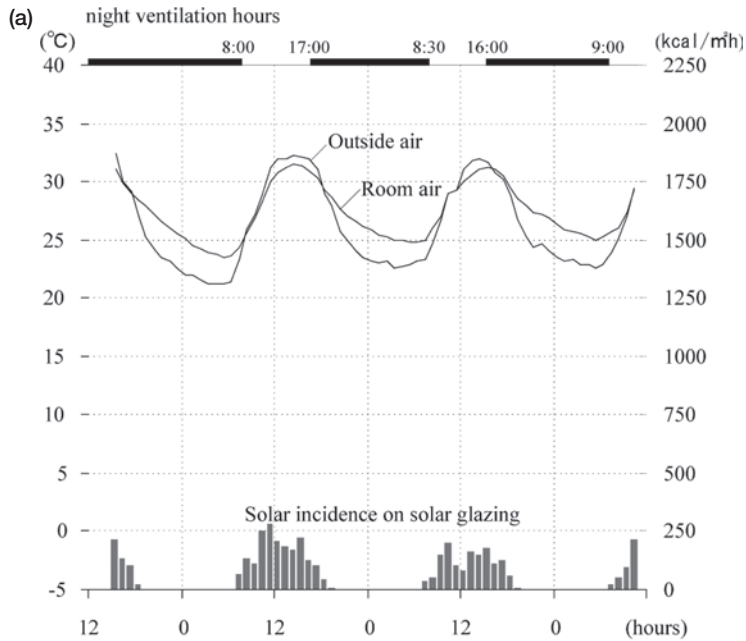 (a) night ventilation hours
(℃) 8:00 17:00 8:30 16:00 9:00 (kcal/㎡h)
40 2250
35 2000
Outside air
30 1750
Room air
25 1500
20 1250
15 1000
10 750
5 500
Solar incidence on solar glazing
0 250
-5 0
12 0 12 0 12 0 (hours)